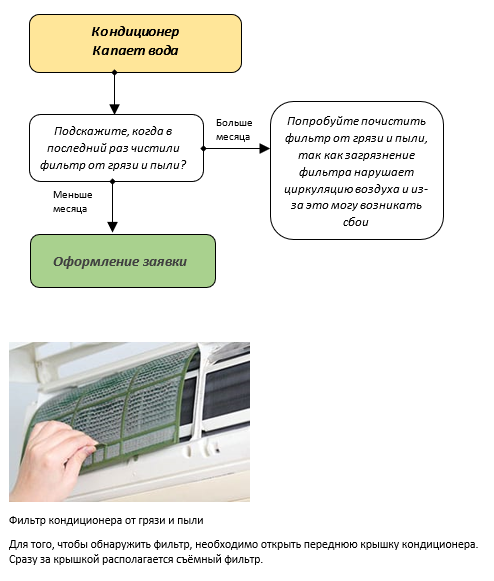 Кондиционер
Капает вода
Подскажите, когда в
последний раз чистили
фильтр от грязи и пыли?
Больше
месяца
Попробуйте почистить
фильтр от грязи и пыли,
так как загрязнение
фильтра нарушает
циркуляцию воздуха и из-
за это могу возникать
сбои
Меньше
месяца
Оформление заявки
Фильтр кондиционера от грязи и пыли
Для того, чтобы обнаружить фильтр, необходимо открыть переднюю крышку кондиционера.
Сразу за крышкой располагается съёмный фильтр.